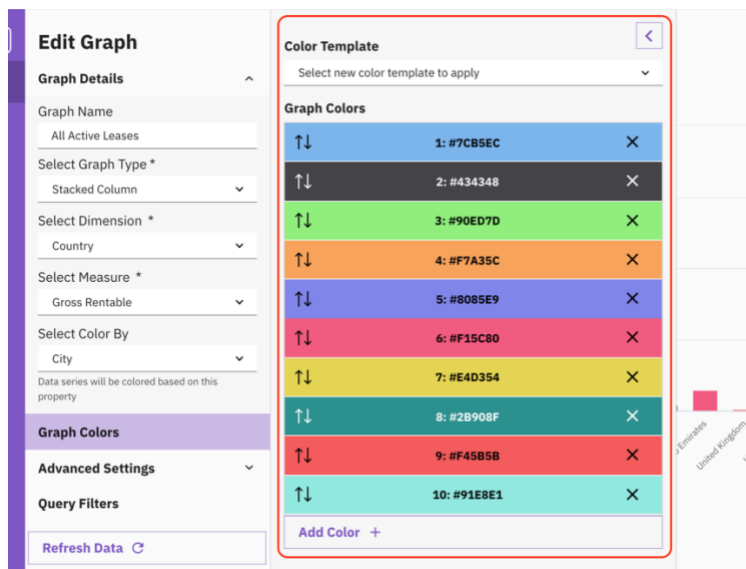 Edit Graph
Graph Details
Graph Name
All Active Leases
Select Graph Type *
Stacked Column
Select Dimension *
Country
Select Measure *
Gross Rentable
Select Color By
City
Data series will be colored based on this
property
Graph Colors
Advanced Settings
Query Filters
Refresh Data
Color Template
Select new color template to apply
Graph Colors
1: #7CB5EC
2: #434348
3: #90ED7D
4: #F7A35C
5: #8085E9
6: #F15C80
7: #E4D354
8: #2B908F
9: #F45B5B
10: #91E8E1
Add Color +
Emirates
United Kingdom